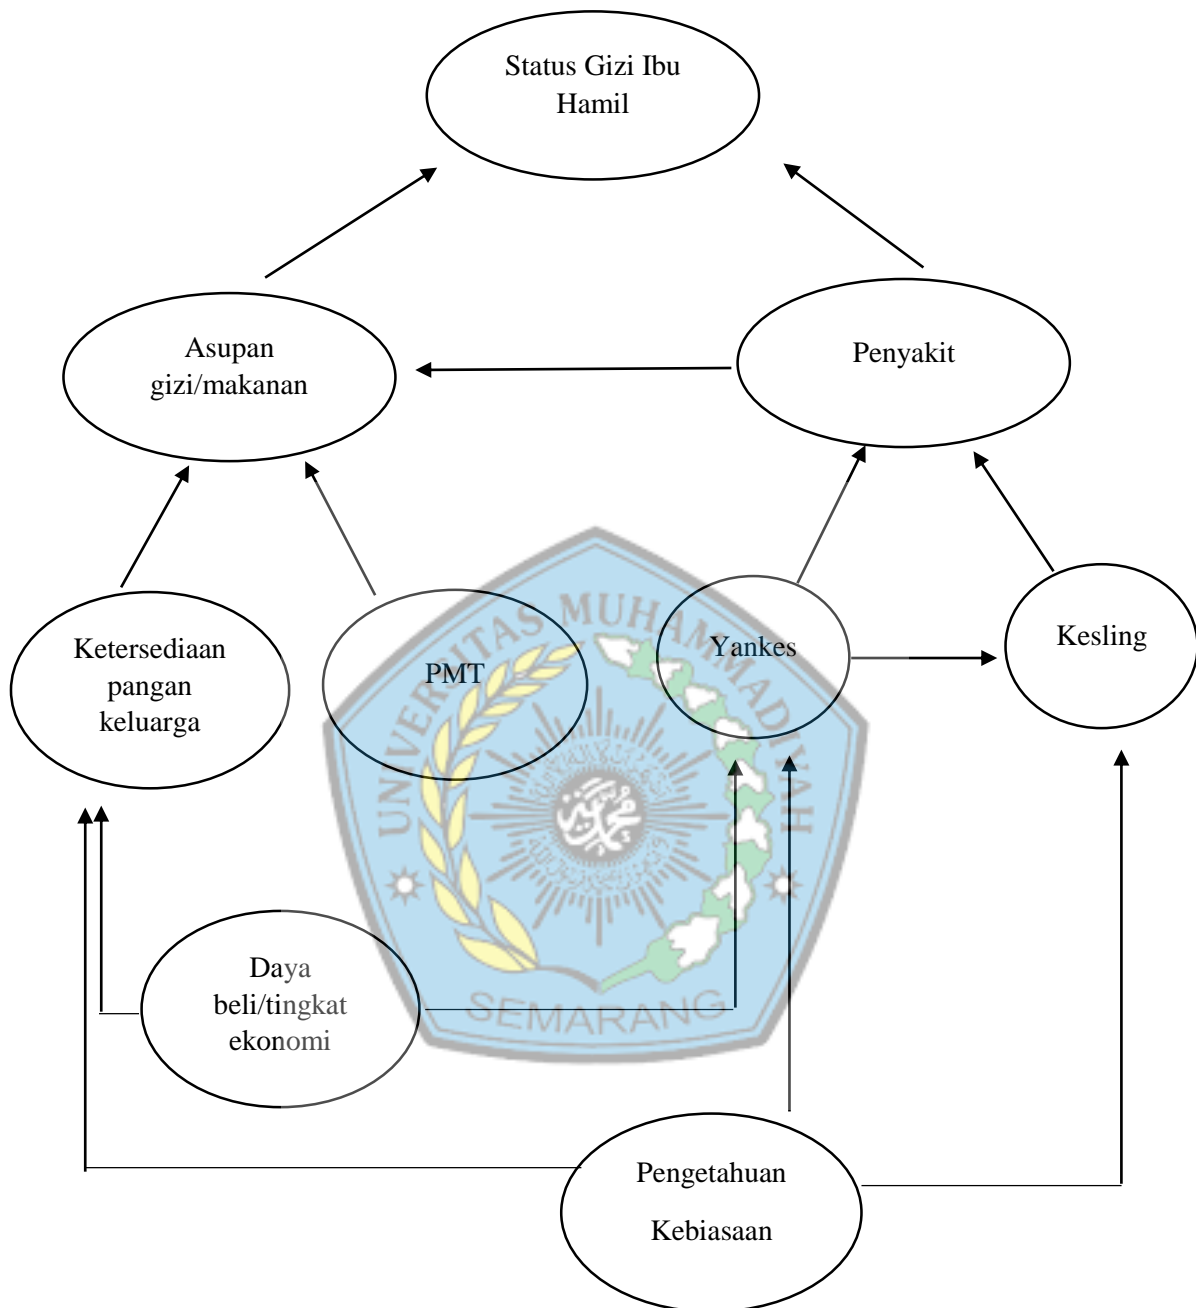 Status Gizi Ibu
Hamil
Asupan
gizi/makanan
Penyakit
Ketersediaan
pangan
keluarga
PMT
Yankes
Kesling
UNIVERSITAS MUHAMMADIYAH
SEMARANG
Daya
beli/tingkat
ekonomi
Pengetahuan
Kebiasaan